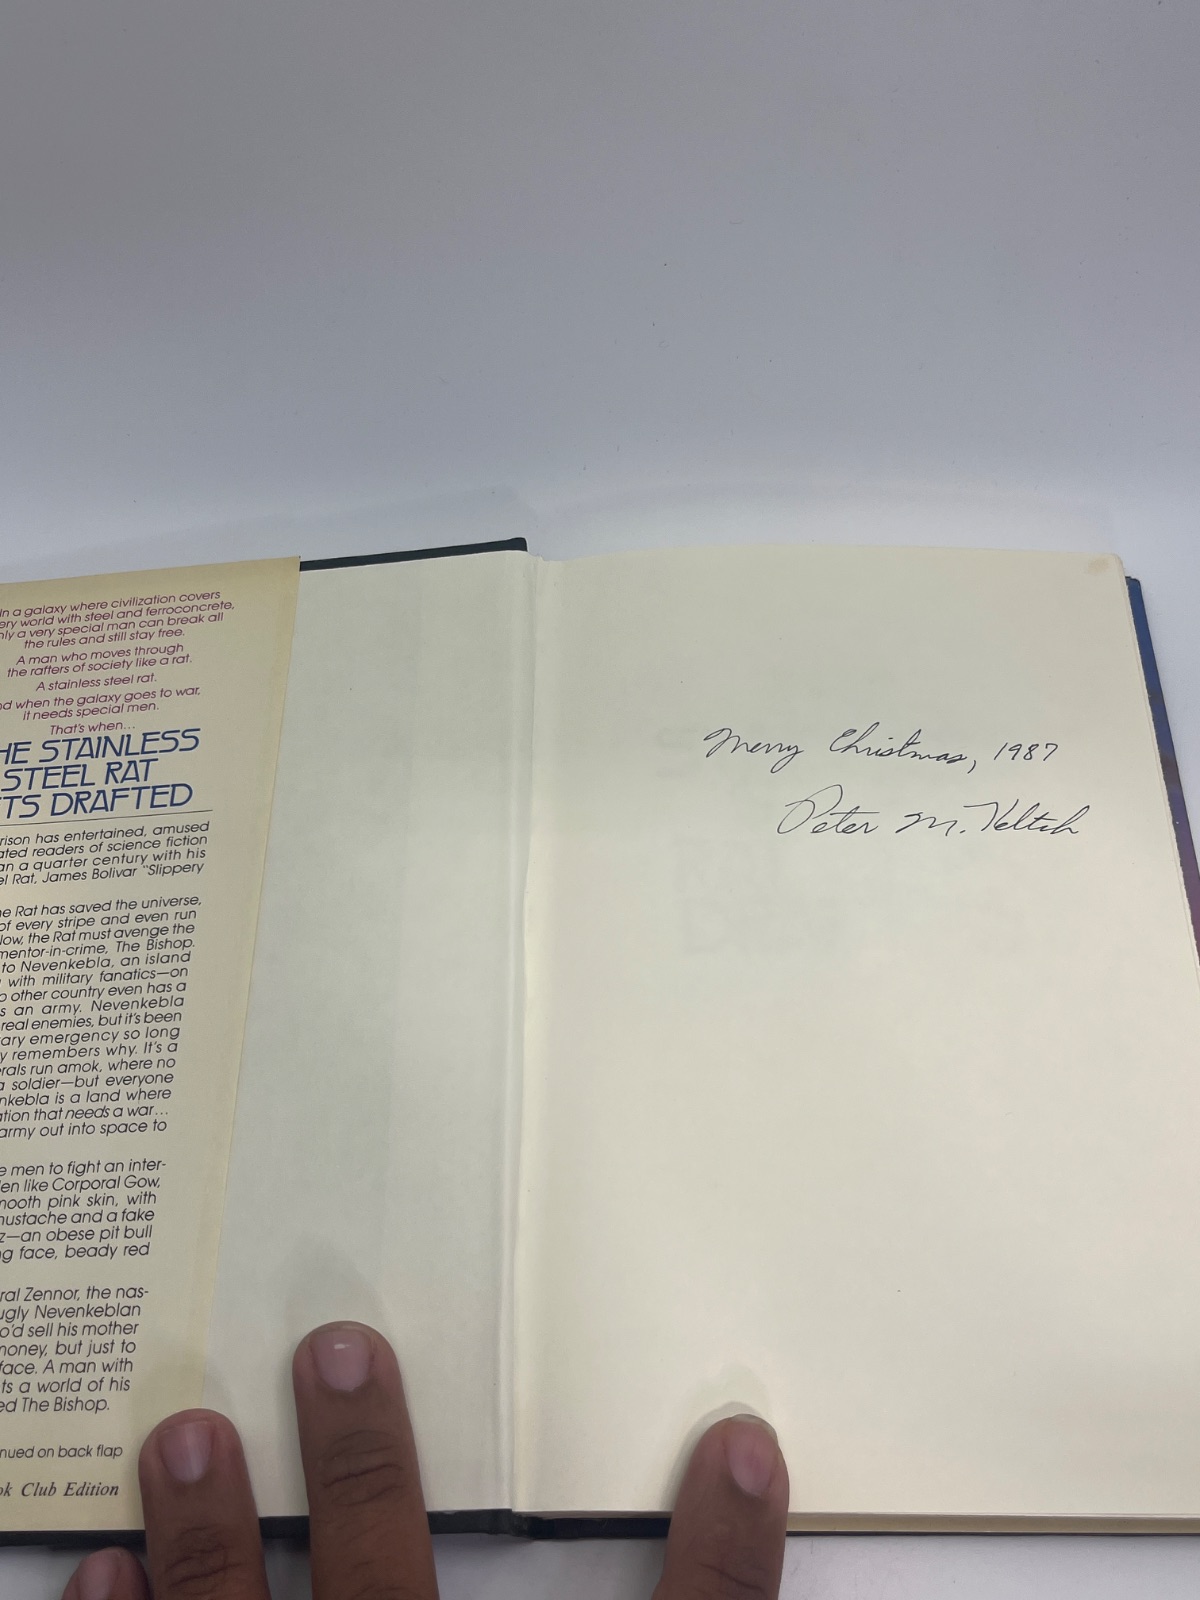 In a galaxy where civilization covers
ery world with steel and ferroconcrete,
nly a very special man can break all
the rules and still stay free.
A man who moves through
the rafters of society like a rat.
A stainless steel rat.
nd when the galaxy goes to war,
it needs special men.
That's when...
HE STAINLESS
STEEL RAT
TS DRAFTED
rison has entertained, amused
ated readers of science fiction
an a quarter century with his
el Rat, James Bolivar "Slippery
e Rat has saved the universe,
of every stripe and even run
Now, the Rat must avenge the
mentor-in-crime, The Bishop.
to Nevenkebla, an island
with military fanatics—on
o other country even has a
s an army. Nevenkebla
real enemies, but it's been
ary emergency so long
y remembers why. It's a
erals run amok, where no
a soldier—but everyone
nkebla is a land where
ation that needs a war...
army out into space to
e men to fight an inter-
en like Corporal Gow,
mooth pink skin, with
mustache and a fake
z—an obese pit bull
ng face, beady red
ral Zennor, the nas-
ugly Nevenkeblan
o'd sell his mother
money, but just to
face. A man with
ts a world of his
ed The Bishop.
nued on back flap
ok Club Edition
Merry Christmas, 1987
Peter M.